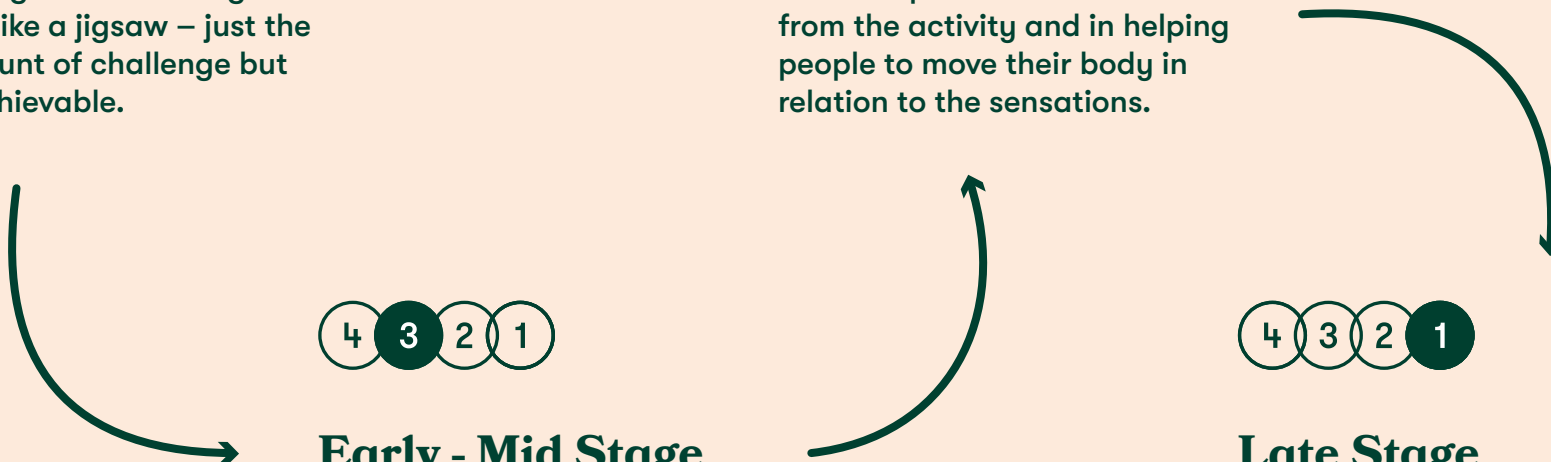 ike a jigsaw – just the
unt of challenge but
hievable.
from the activity and in helping
people to move their body in
relation to the sensations.
4 3 2 1
Early - Mid Stage
4 3 2 1
Late Stage